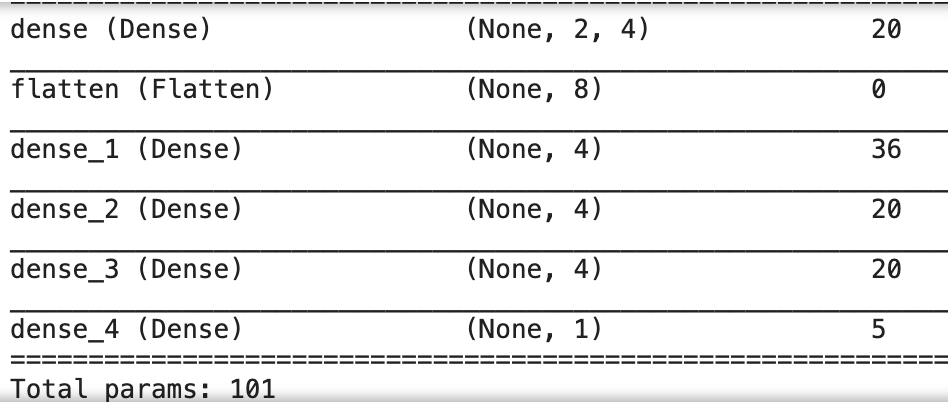 dense (Dense) (None, 2, 4) 20
flatten (Flatten) (None, 8) 0
dense_1 (Dense) (None, 4) 36
dense_2 (Dense) (None, 4) 20
dense_3 (Dense) (None, 4) 20
dense_4 (Dense) (None, 1) 5
Total params: 101